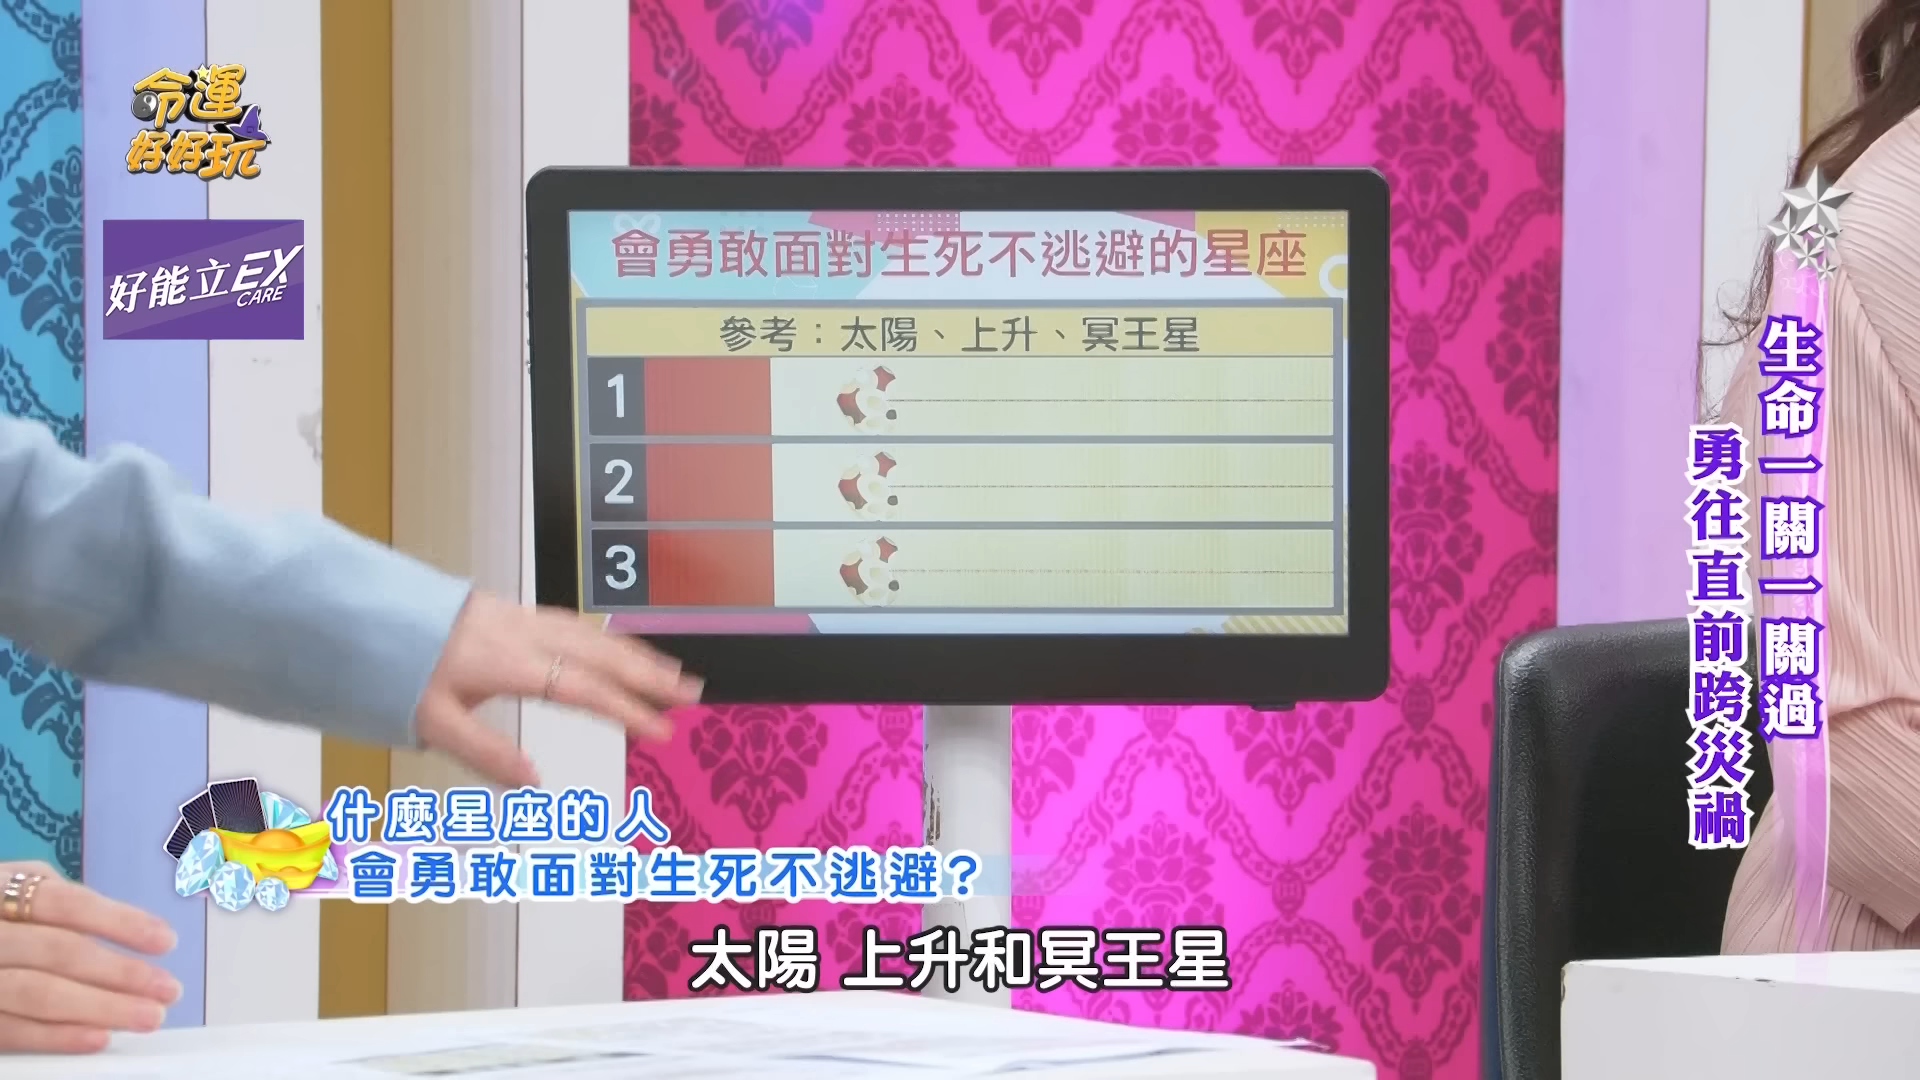 命運
好好玩
好能立EX
CARE
會勇敢面對生死不逃避的星座
參考：太陽、上升、冥王星
1
2
3
生命一關一關過
勇往直前跨災禍
什麼星座的人
會勇敢面對生死不逃避?
太陽 上升和冥王星